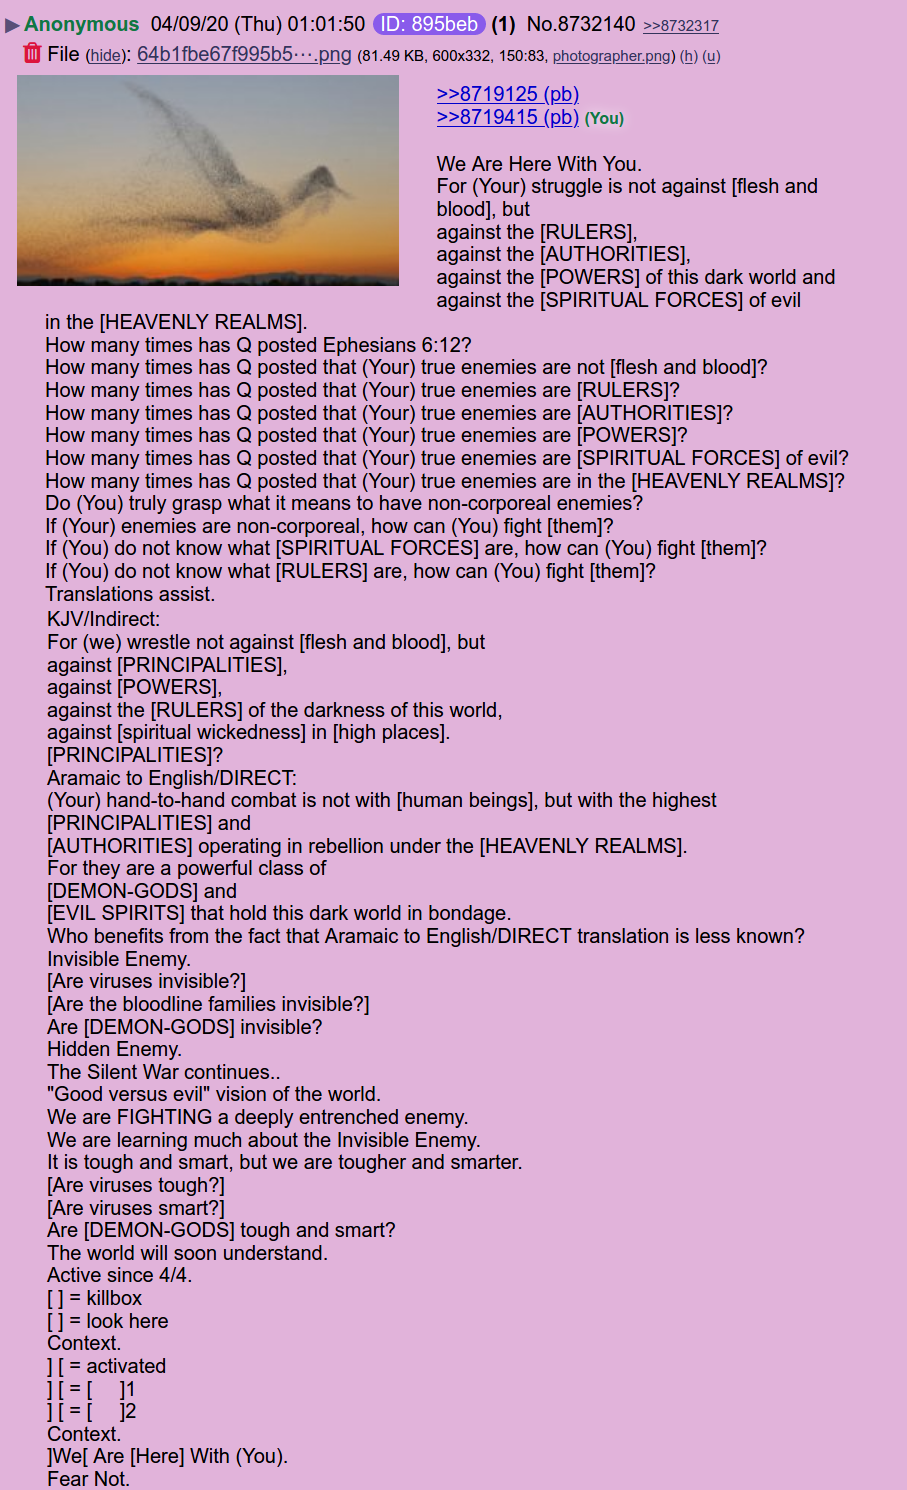 ▶Anonymous 04/09/20 (Thu) 01:01:50 ID: 895beb (1) No.8732140 >>8732317
File (hide): 64b1fbe67f995b5⋯.png (81.49 KB, 600x332, 150:83, photographer.png) (h) (u)
>>8719125 (pb)
>>8719415 (pb) (You)
We Are Here With You.
For (Your) struggle is not against [flesh and
blood], but
against the [RULERS],
against the [AUTHORITIES],
against the [POWERS] of this dark world and
against the [SPIRITUAL FORCES] of evil
in the [HEAVENLY REALMS].
How many times has Q posted Ephesians 6:12?
How many times has Q posted that (Your) true enemies are not [flesh and blood]?
How many times has Q posted that (Your) true enemies are [RULERS]?
How many times has Q posted that (Your) true enemies are [AUTHORITIES]?
How many times has Q posted that (Your) true enemies are [POWERS]?
How many times has Q posted that (Your) true enemies are [SPIRITUAL FORCES] of evil?
How many times has Q posted that (Your) true enemies are in the [HEAVENLY REALMS]?
Do (You) truly grasp what it means to have non-corporeal enemies?
If (Your) enemies are non-corporeal, how can (You) fight [them]?
If (You) do not know what [SPIRITUAL FORCES] are, how can (You) fight [them]?
If (You) do not know what [RULERS] are, how can (You) fight [them]?
Translations assist.
KJV/Indirect:
For (we) wrestle not against [flesh and blood], but
against [PRINCIPALITIES],
against [POWERS],
against the [RULERS] of the darkness of this world,
against [spiritual wickedness] in [high places].
[PRINCIPALITIES]?
Aramaic to English/DIRECT:
(Your) hand-to-hand combat is not with [human beings], but with the highest
[PRINCIPALITIES] and
[AUTHORITIES] operating in rebellion under the [HEAVENLY REALMS].
For they are a powerful class of
[DEMON-GODS] and
[EVIL SPIRITS] that hold this dark world in bondage.
Who benefits from the fact that Aramaic to English/DIRECT translation is less known?
Invisible Enemy.
[Are viruses invisible?]
[Are the bloodline families invisible?]
Are [DEMON-GODS] invisible?
Hidden Enemy.
The Silent War continues..
"Good versus evil" vision of the world.
We are FIGHTING a deeply entrenched enemy.
We are learning much about the Invisible Enemy.
It is tough and smart, but we are tougher and smarter.
[Are viruses tough?]
[Are viruses smart?]
Are [DEMON-GODS] tough and smart?
The world will soon understand.
Active since 4/4.
[ ] = killbox
[ ] = look here
Context.
] [ = activated
] [ = [     ]1
] [ = [     ]2
Context.
]We[ Are [Here] With (You).
Fear Not.